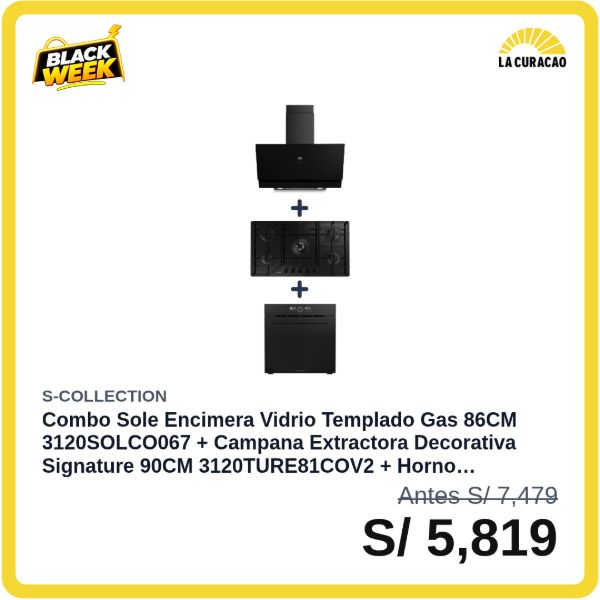 BLACK
WEEK
LA CURACAO
S-COLLECTION
Combo Sole Encimera Vidrio Templado Gas 86CM
3120SOLCO067 + Campana Extractora Decorativa
Signature 90CM 3120TURE81COV2 + Horno…
Antes S/ 7,479
S/ 5,819